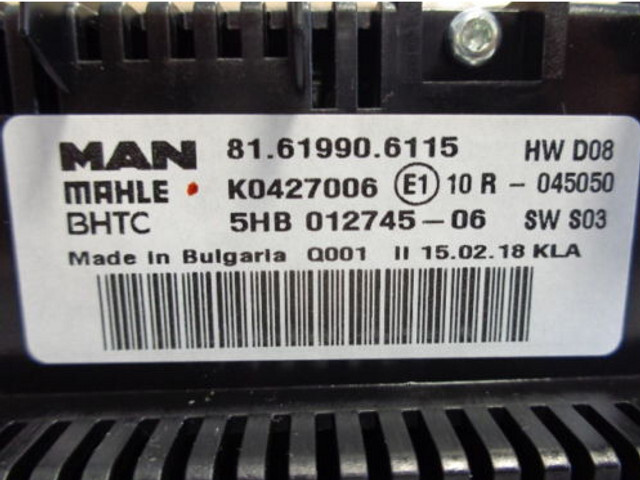 MAN 81.61990.6115 HW D08
MAHLE K0427006 E1 10 R - 045050
BHTC 5HB 012745-06 SW S03
Made in Bulgaria Q001 II 15.02.18 KLA